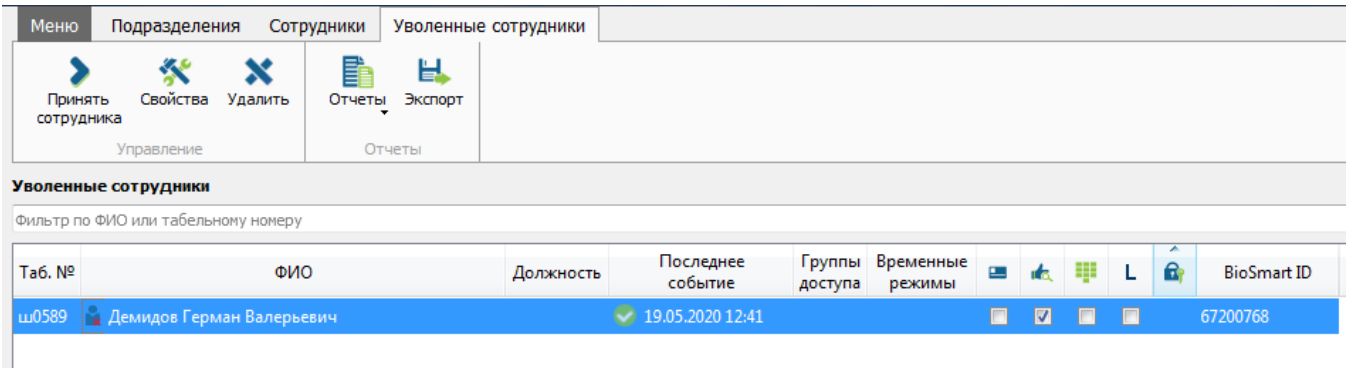 Меню Подразделения Сотрудники Уволенные сотрудники
Принять сотрудника Свойства Удалить Отчеты Экспорт
Управление Отчеты
Уволенные сотрудники
Фильтр по ФИО или табельному номеру
Таб. № ФИО Должность Последнее событие Группы доступа Временные режимы L BioSmart ID
ш0589 Демидов Герман Валерьевич 19.05.2020 12:41 67200768